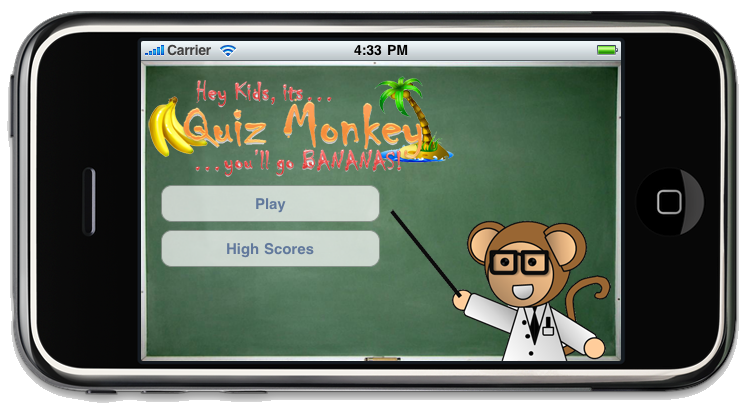 Carrier
4:33 PM
Hey Kids, its...
Quiz Monkey
...you'll go BANANAS!
Play
High Scores